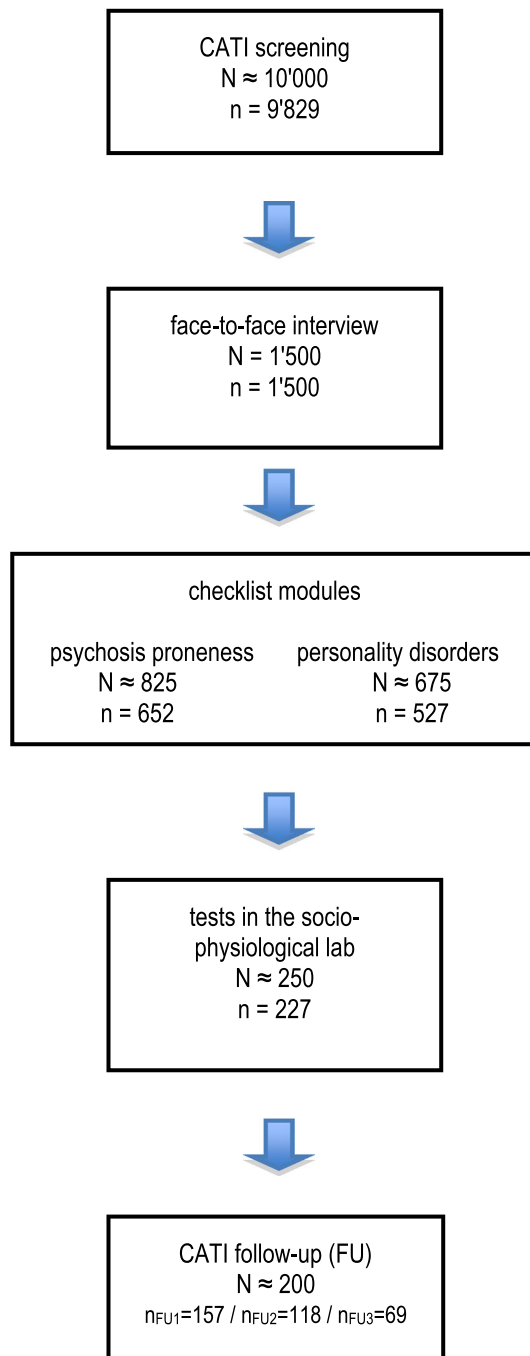 CATI screening
N ≈ 10'000
n = 9'829
face-to-face interview
N = 1'500
n = 1'500
checklist modules
psychosis proneness
N ≈ 825
n = 652
personality disorders
N ≈ 675
n = 527
tests in the socio-
physiological lab
N ≈ 250
n = 227
CATI follow-up (FU)
N ≈ 200
nFU1=157 / nFU2=118 / nFU3=69